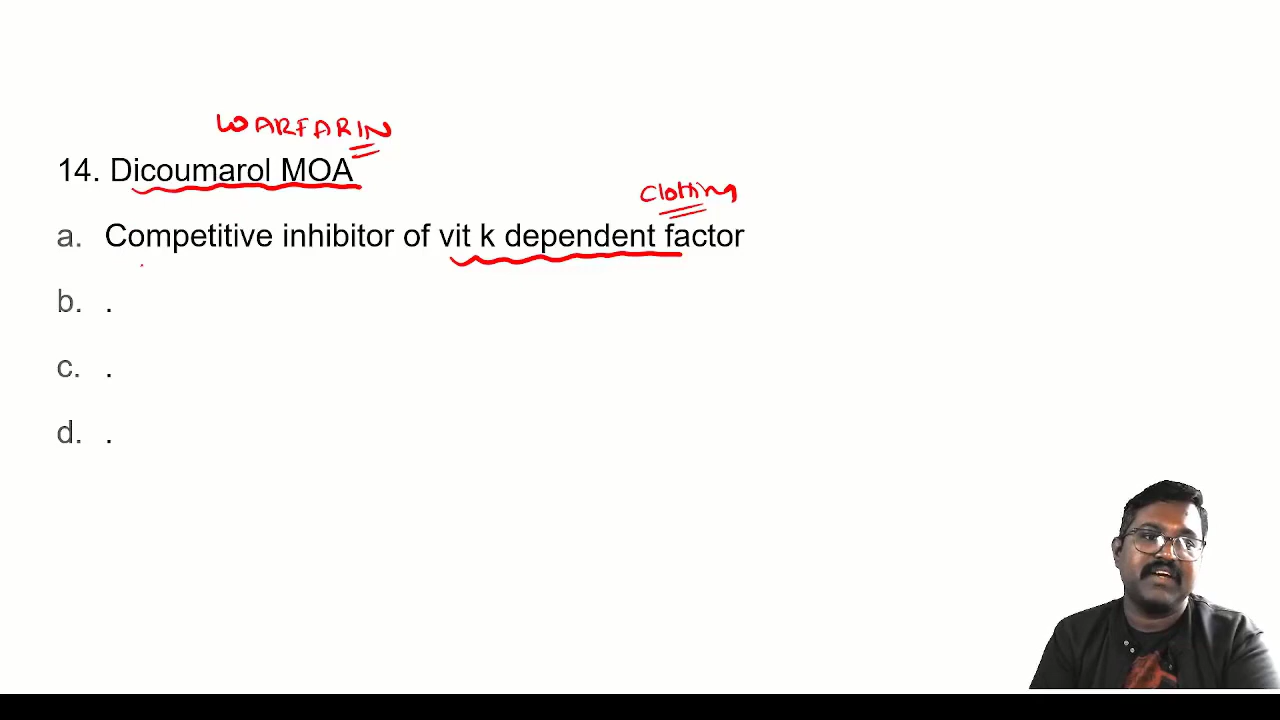 WARFARIN
14. Dicoumarol MOA
clotting
a. Competitive inhibitor of vit k dependent factor
b. .
c. .
d. .